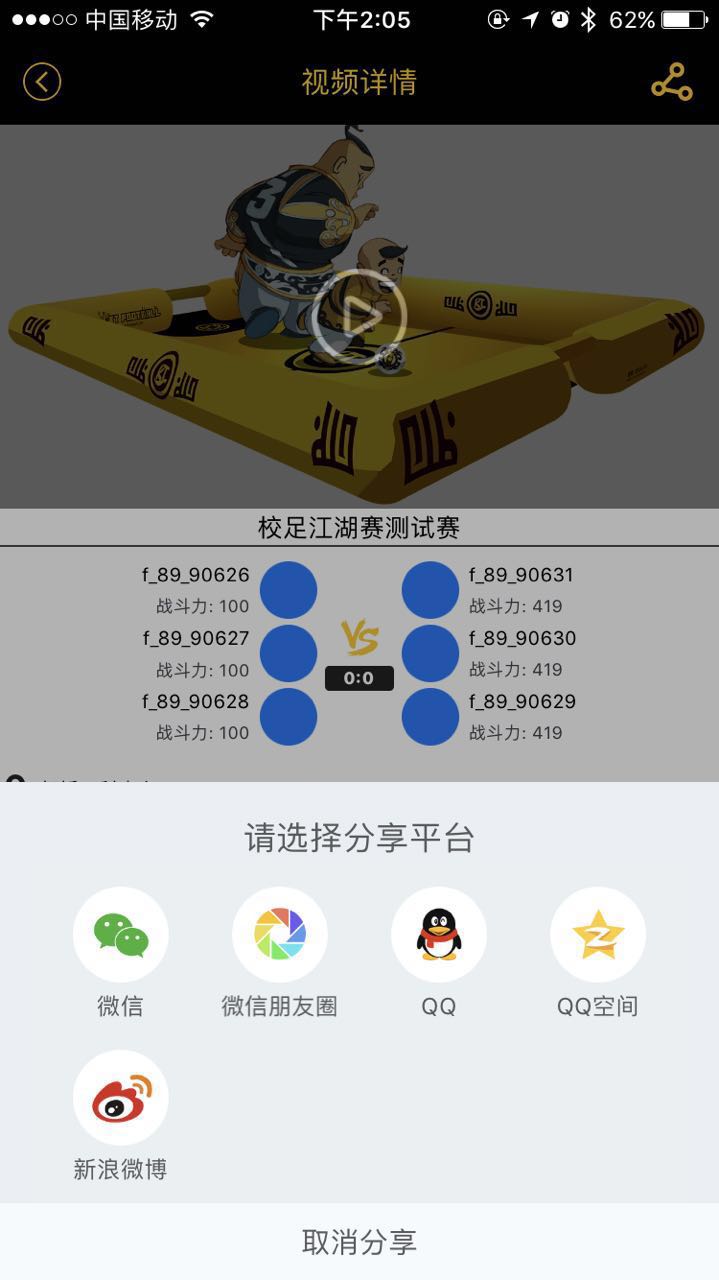 中国移动 下午2:05 62%
视频详情
3
校足江湖赛测试赛
f_89_90626 f_89_90631
战斗力: 100 战斗力: 419
f_89_90627 VS f_89_90630
战斗力: 100 0:0 战斗力: 419
f_89_90628 f_89_90629
战斗力: 100 战斗力: 419
请选择分享平台
微信 微信朋友圈 QQ QQ空间
新浪微博
取消分享